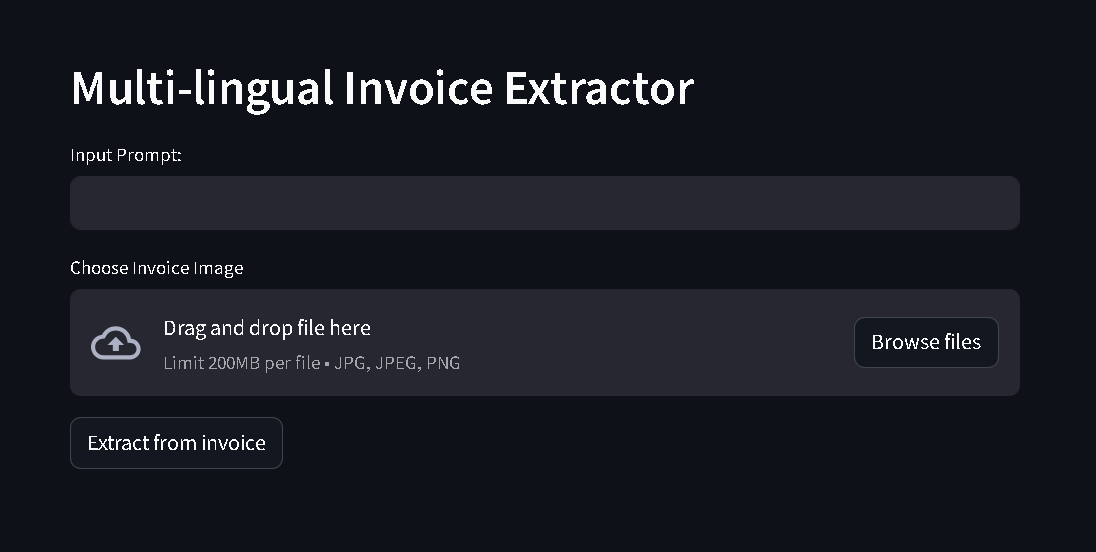 Multi-lingual Invoice Extractor
Input Prompt:
Choose Invoice Image
Drag and drop file here
Limit 200MB per file • JPG, JPEG, PNG
Browse files
Extract from invoice